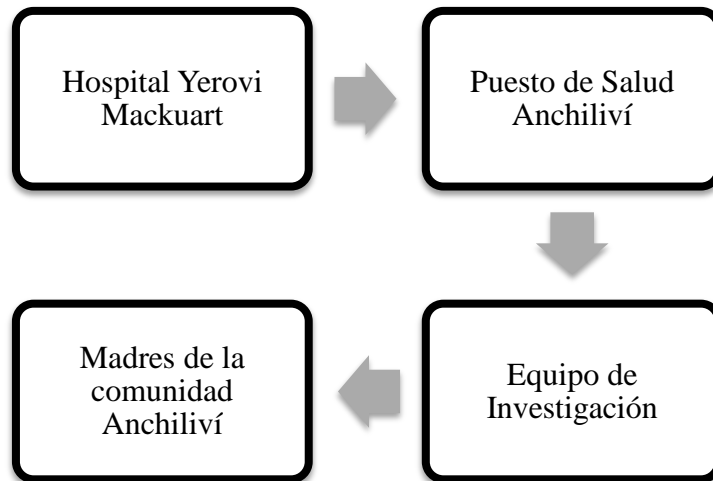 Hospital Yerovi
Mackuart
Puesto de Salud
Anchiliví
Equipo de
Investigación
Madres de la
comunidad
Anchiliví